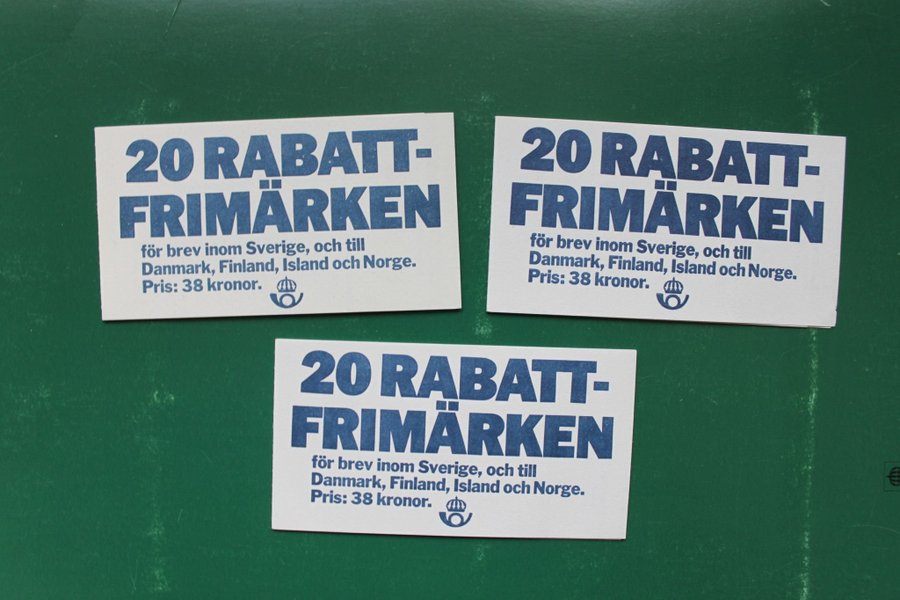 20 RABATT-
FRIMÄRKEN
för brev inom Sverige, och till
Danmark, Finland, Island och Norge.
Pris: 38 kronor.
20 RABATT-
FRIMÄRKEN
för brev inom Sverige, och till
Danmark, Finland, Island och Norge.
Pris: 38 kronor.
20 RABATT-
FRIMÄRKEN
för brev inom Sverige, och till
Danmark, Finland, Island och Norge.
Pris: 38 kronor.